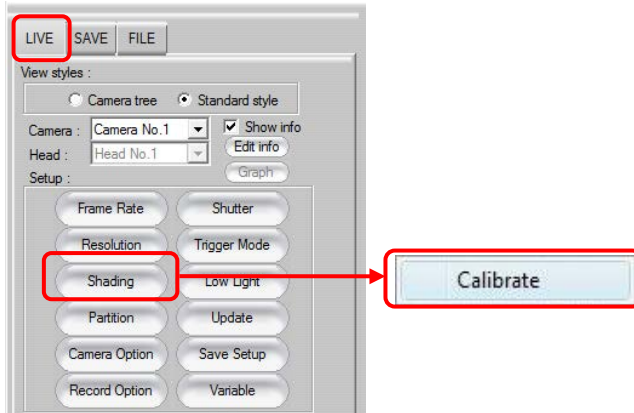 LIVE SAVE FILE
View styles :
Camera tree Standard style
Camera : Camera No.1 Show info
Head : Head No.1 Edit info
Setup : Graph
Frame Rate Shutter
Resolution Trigger Mode
Shading Low Light
Calibrate
Partition Update
Camera Option Save Setup
Record Option Variable